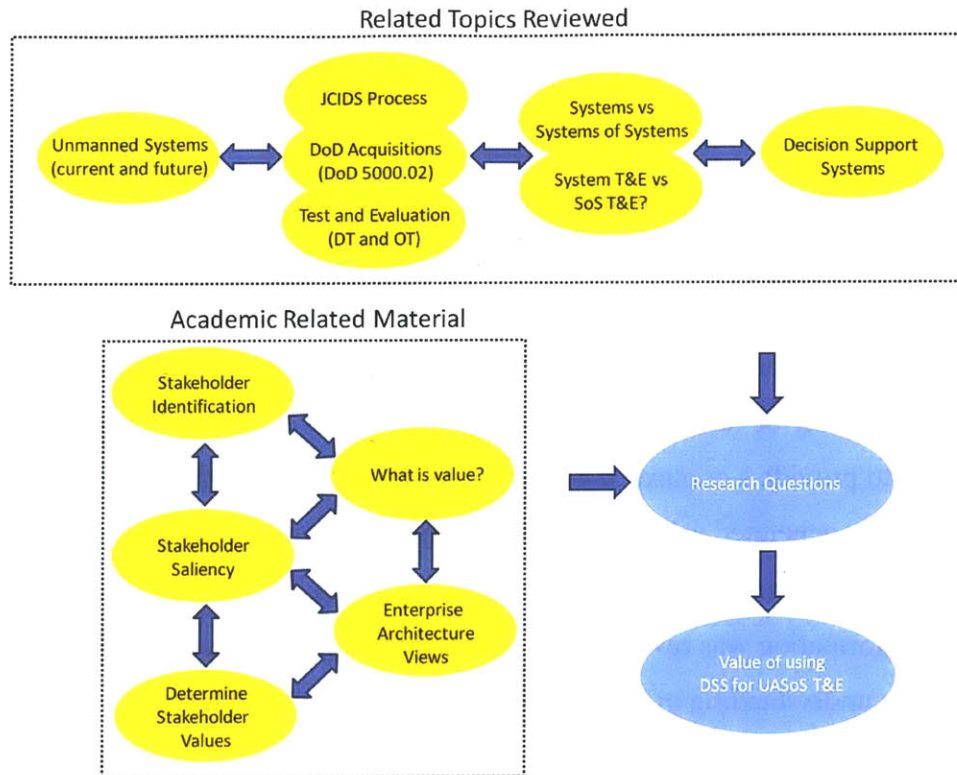 Related Topics Reviewed
Unmanned Systems
(current and future)
JCIDS Process
DoD Acquisitions
(DoD 5000.02)
Test and Evaluation
(DT and OT)
Systems vs
Systems of Systems
System T&E vs
SoS T&E?
Decision Support
Systems
Academic Related Material
Stakeholder
Identification
What is value?
Stakeholder
Saliency
Enterprise
Architecture
Views
Determine
Stakeholder
Values
Research Questions
Value of using
DSS for UASoS T&E